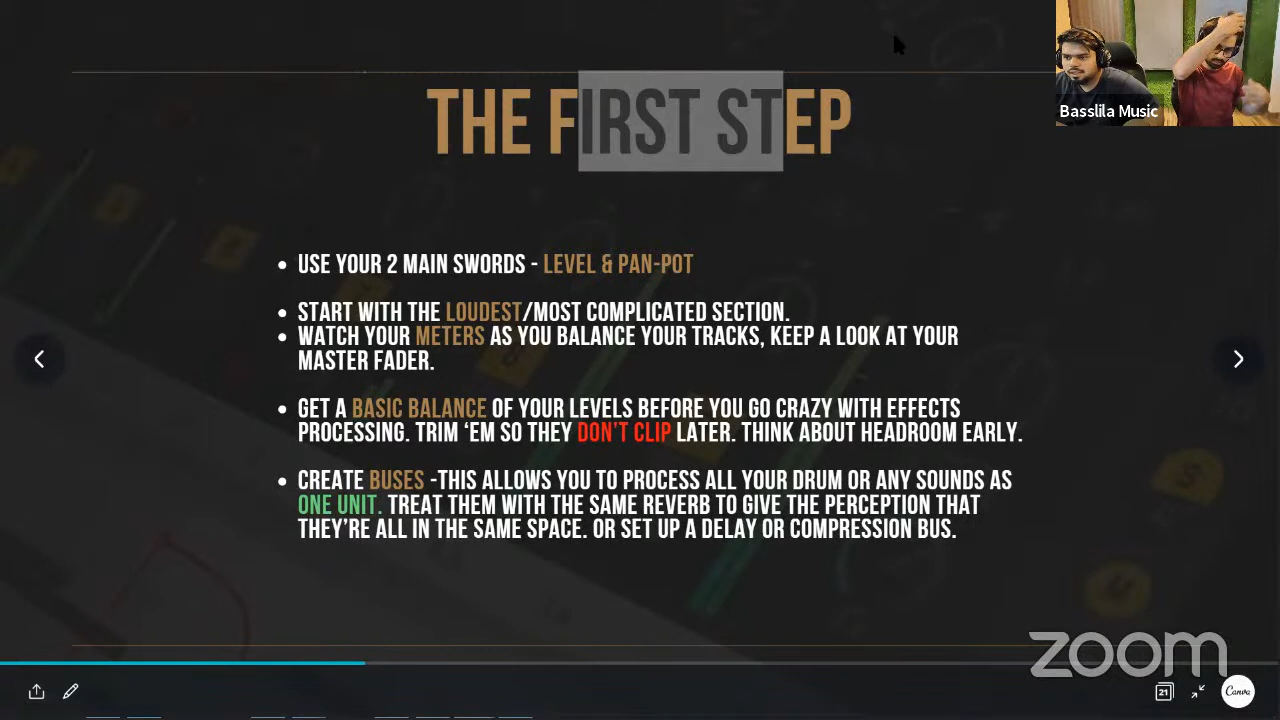 Basslila Music
THE FIRST STEP
• USE YOUR 2 MAIN SWORDS - LEVEL & PAN-POT
• START WITH THE LOUDEST/MOST COMPLICATED SECTION.
• WATCH YOUR METERS AS YOU BALANCE YOUR TRACKS, KEEP A LOOK AT YOUR
MASTER FADER.
• GET A BASIC BALANCE OF YOUR LEVELS BEFORE YOU GO CRAZY WITH EFFECTS
PROCESSING. TRIM ‘EM SO THEY DON’T CLIP LATER. THINK ABOUT HEADROOM EARLY.
• CREATE BUSES -THIS ALLOWS YOU TO PROCESS ALL YOUR DRUM OR ANY SOUNDS AS
ONE UNIT. TREAT THEM WITH THE SAME REVERB TO GIVE THE PERCEPTION THAT
THEY’RE ALL IN THE SAME SPACE. OR SET UP A DELAY OR COMPRESSION BUS.
zoom
21
Canva